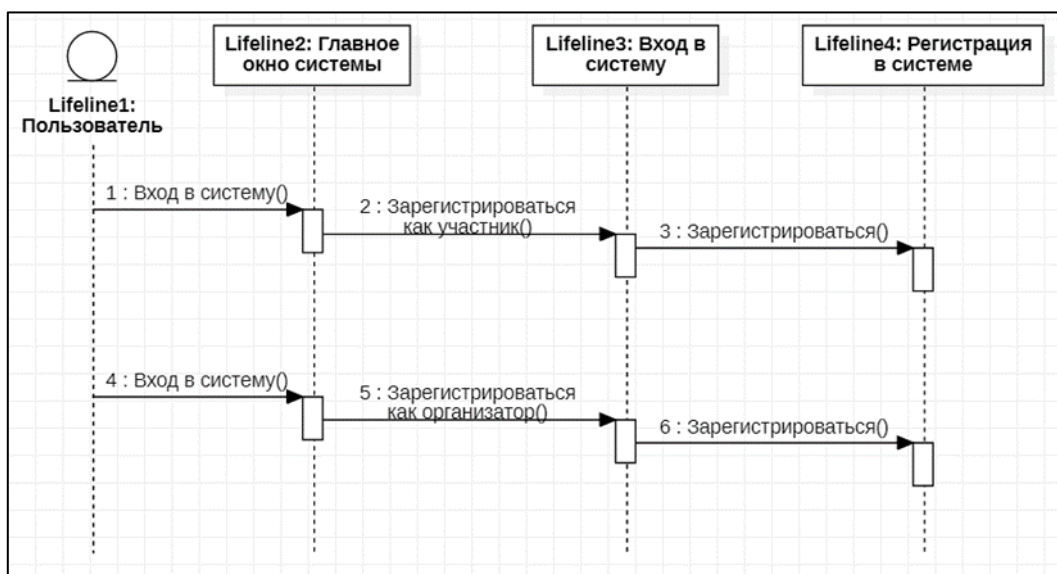 Lifeline1:
Пользователь
Lifeline2: Главное
окно системы
Lifeline3: Вход в
систему
Lifeline4: Регистрация
в системе
1 : Вход в систему()
2 : Зарегистрироваться
как участник()
3 : Зарегистрироваться()
4 : Вход в систему()
5 : Зарегистрироваться
как организатор()
6 : Зарегистрироваться()